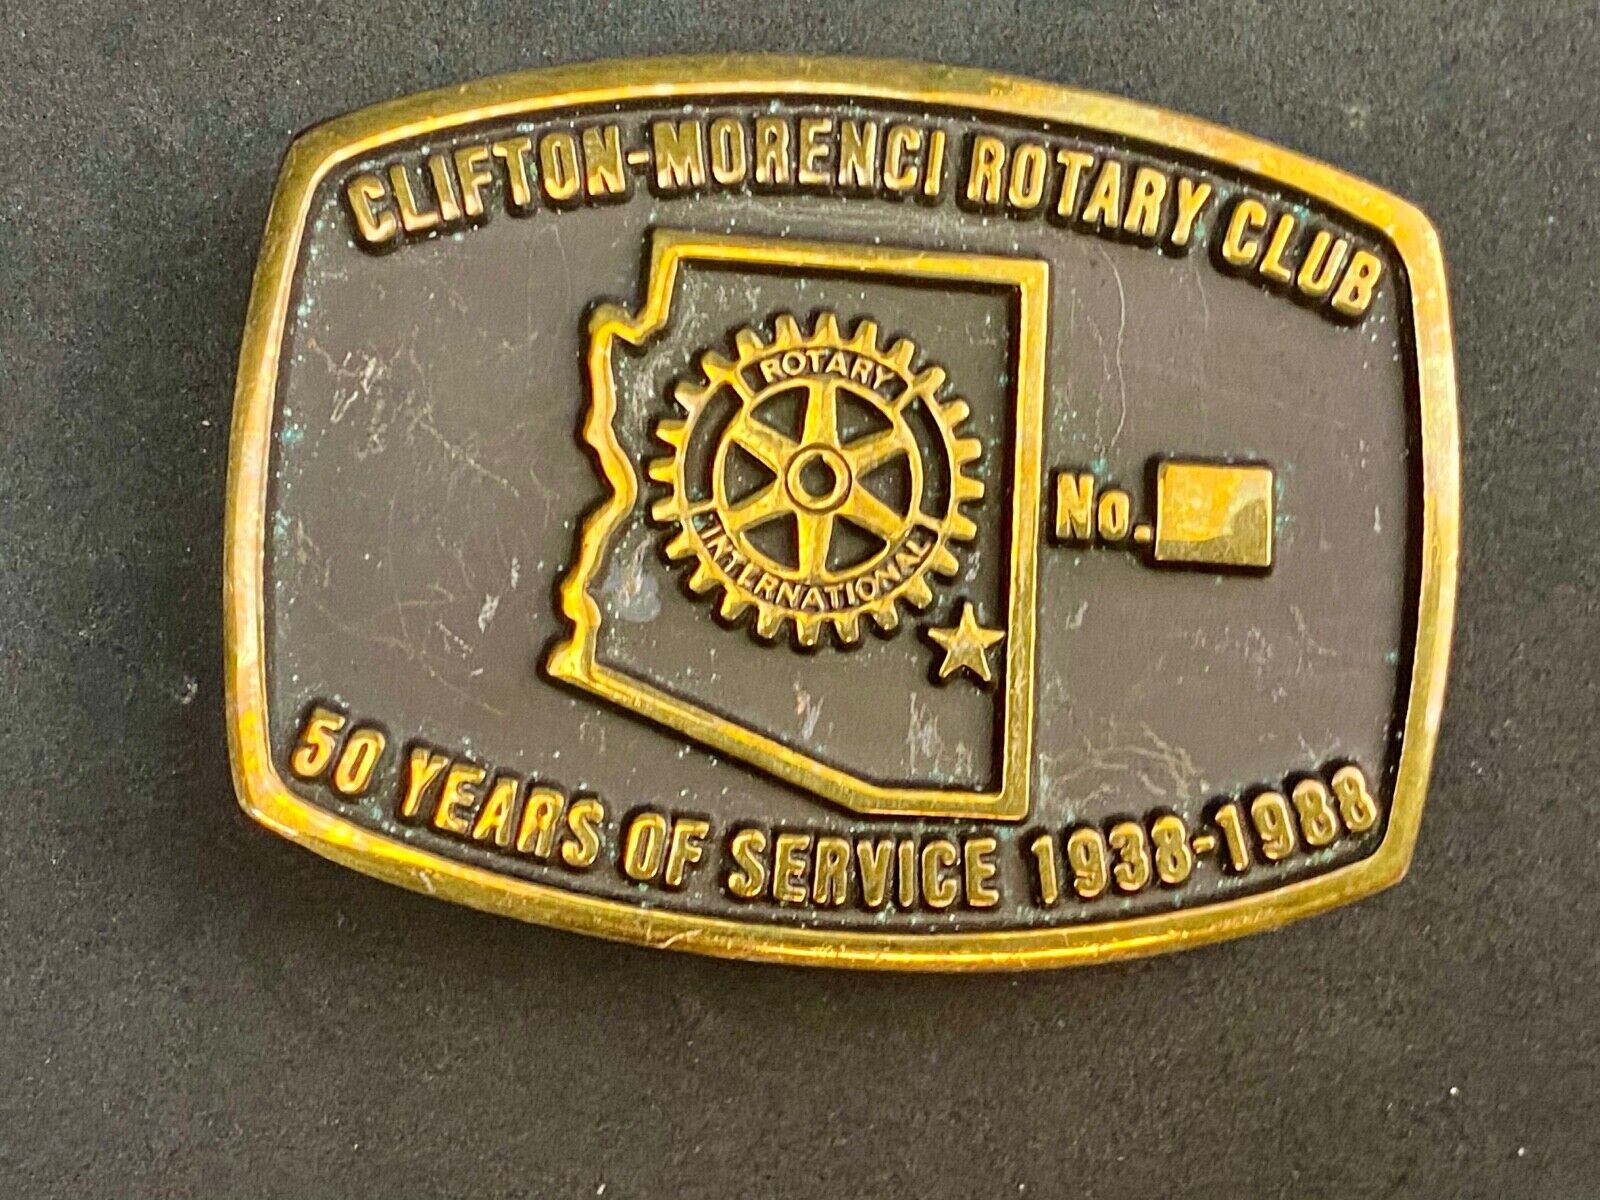 CLIFTON-MORENCI ROTARY CLUB
ROTARY
INTERNATIONAL
No.
50 YEARS OF SERVICE 1938-1988